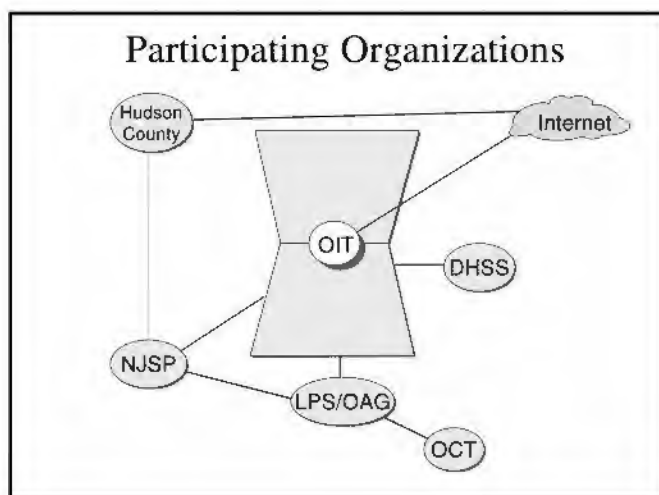 Participating Organizations
Hudson
County
Internet
OIT
DHSS
NJSP
LPS/OAG
OCT